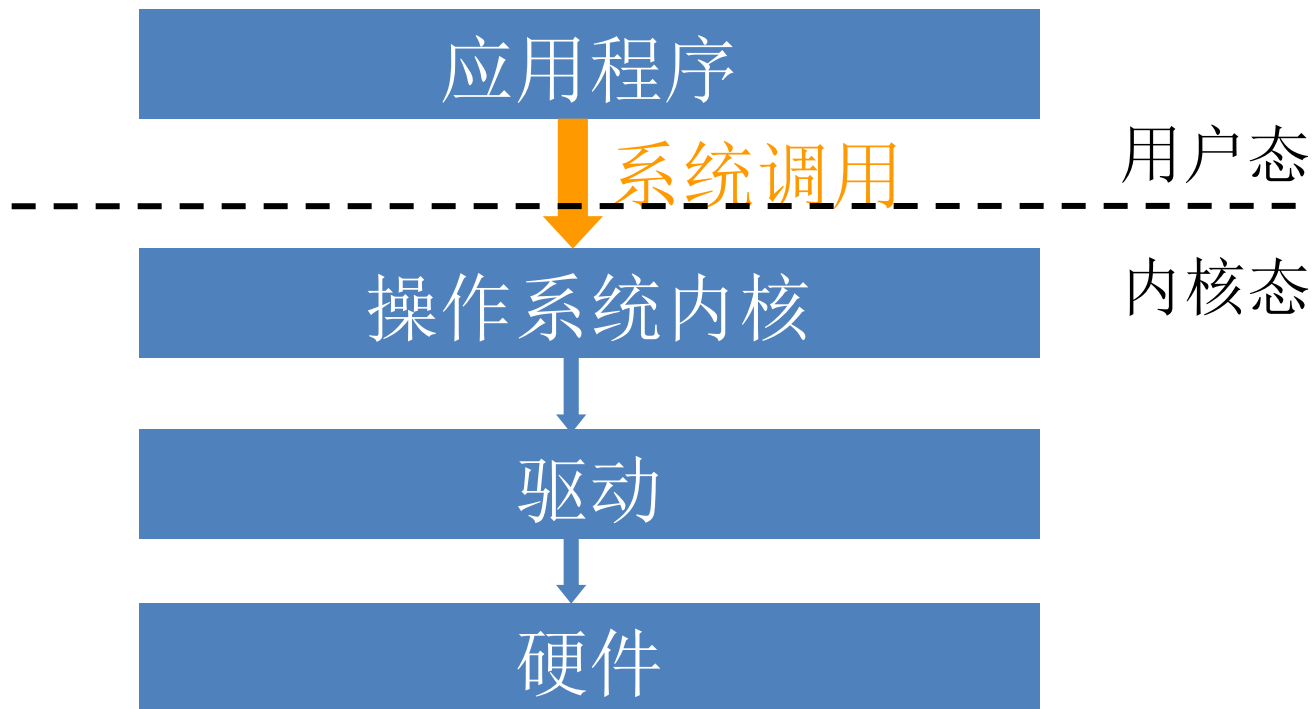 应用程序
系统调用
用户态
操作系统内核
内核态
驱动
硬件